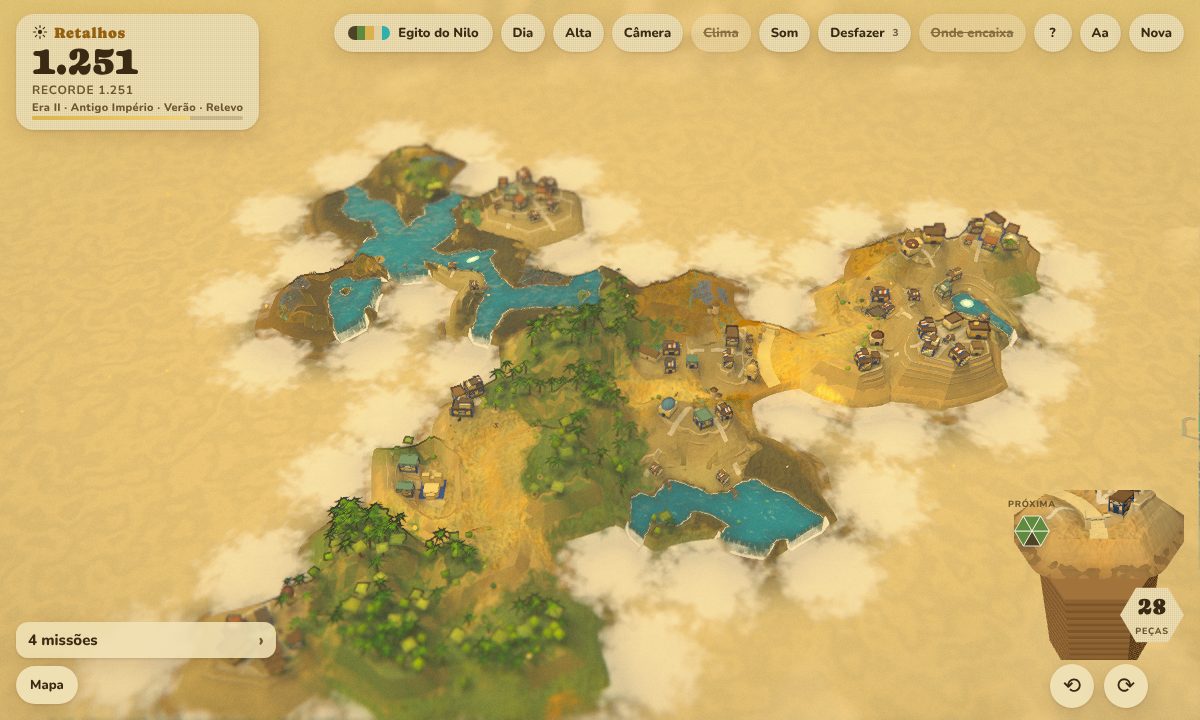 Retalhos
1.251
RECORDE 1.251
Era II · Antigo Império · Verão · Relevo
Egito do Nilo
Dia
Alta
Câmera
Clima
Som
Desfazer 3
Onde encaixa
?
Aa
Nova
PRÓXIMA
28
PEÇAS
4 missões ›
Mapa